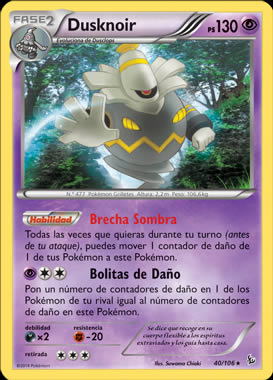 FASE 2
Dusknoir
PS130
Evoluciona de Dusclops
N.º 477 Pokémon Grilletes. Altura: 2,2 m. Peso: 106,6 kg
Habilidad Brecha Sombra
Todas las veces que quieras durante tu turno (antes
de tu ataque), puedes mover 1 contador de daño de
1 de tus Pokémon a este Pokémon.
Bolitas de Daño
Pon un número de contadores de daño en 1 de los
Pokémon de tu rival igual al número de contadores de
daño en este Pokémon.
debilidad
×2
resistencia
-20
retirada
Se dice que recoge en su
cuerpo flexible a los espíritus
extraviados y los guía hasta casa.
Ilus. Suwama Chiaki
40/106
©2014 Pokémon